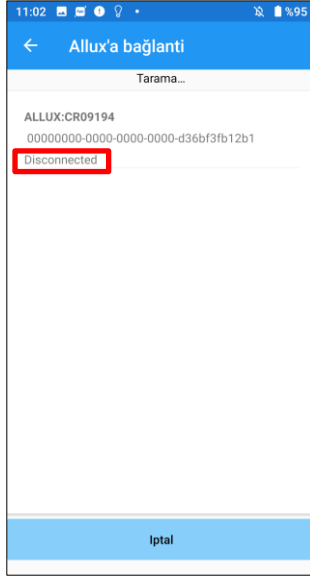 11:02 %95
Allux'a bağlanti
Tarama...
ALLUX:CR09194
00000000-0000-0000-0000-d36bf3fb12b1
Disconnected
Iptal